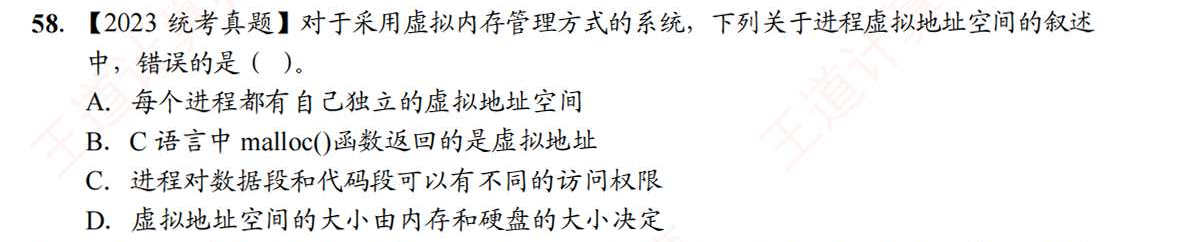 58. 【2023 统考真题】对于采用虚拟内存管理方式的系统，下列关于进程虚拟地址空间的叙述
中，错误的是（ ）。
A. 每个进程都有自己独立的虚拟地址空间
B. C 语言中 malloc()函数返回的是虚拟地址
C. 进程对数据段和代码段可以有不同的访问权限
D. 虚拟地址空间的大小由内存和硬盘的大小决定